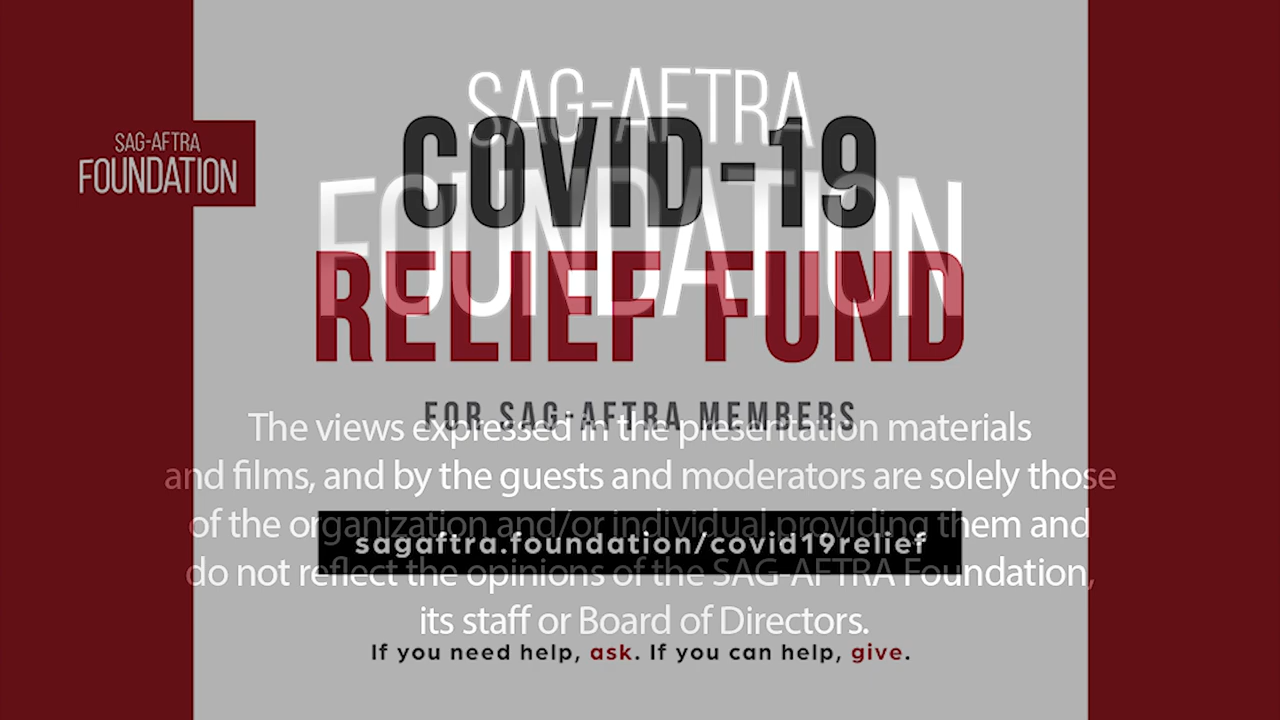 SAG-AFTRA
FOUNDATION
SAG-AFTRA
FOUNDATION
COVID-19
RELIEF FUND
FOR SAG-AFTRA MEMBERS
The views expressed in the presentation materials
and films, and by the guests and moderators are solely those
of the organization and/or individual providing them and
do not reflect the opinions of the SAG-AFTRA Foundation,
its staff or Board of Directors.
sagaftra.foundation/covid19relief
If you need help, ask. If you can help, give.